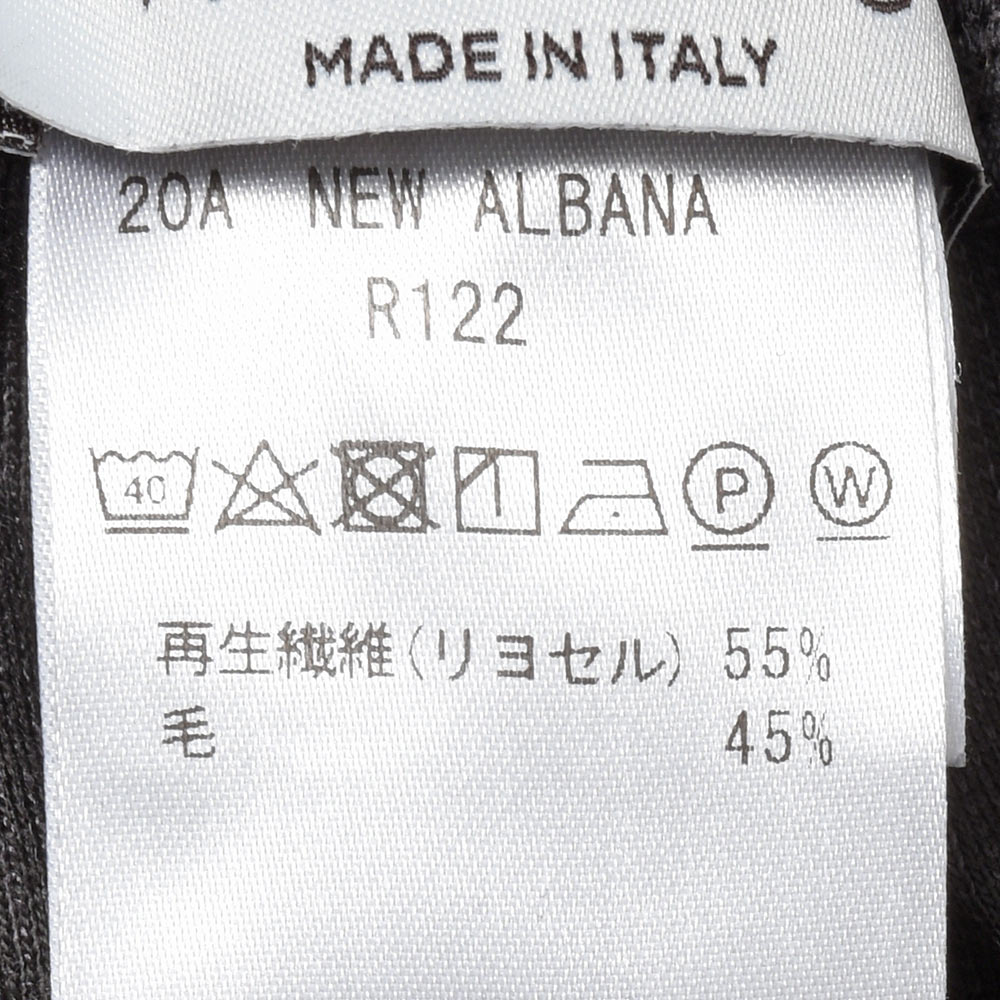 MADE IN ITALY
20A NEW ALBANA
R122
40 P W
再生繊維(リヨセル) 55%
毛 45%